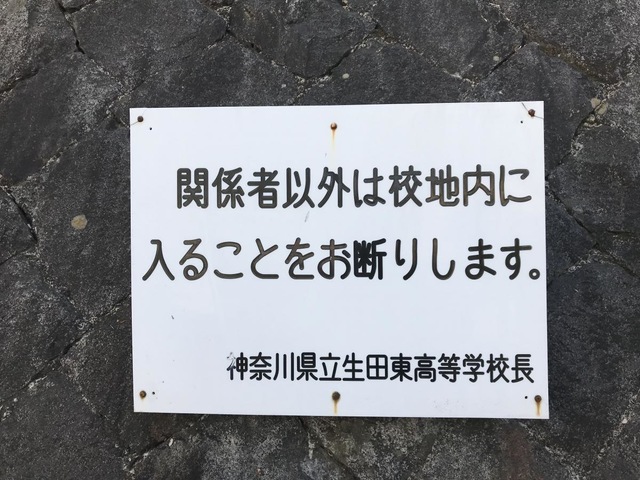 関係者以外は校地内に
入ることをお断りします。
神奈川県立生田東高等学校長